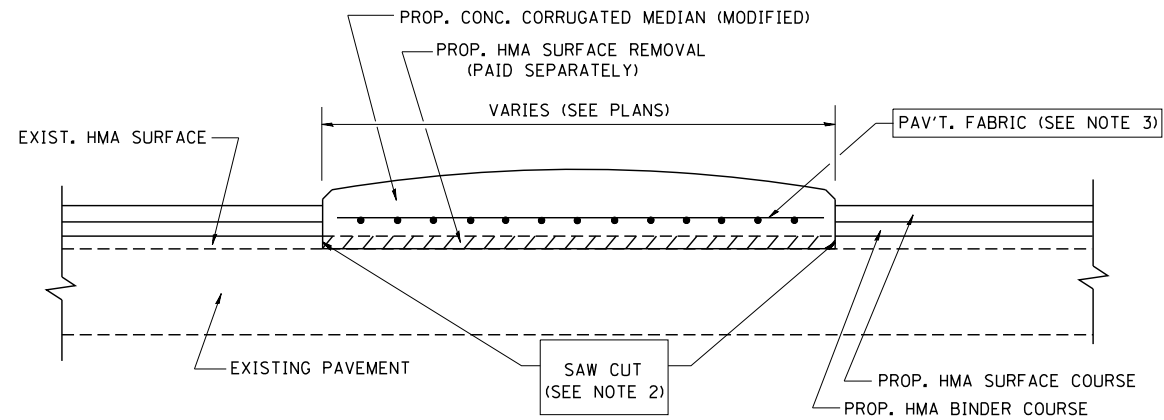 PROP. CONC. CORRUGATED MEDIAN (MODIFIED)
PROP. HMA SURFACE REMOVAL
(PAID SEPARATELY)
VARIES (SEE PLANS)
EXIST. HMA SURFACE
PAV'T. FABRIC (SEE NOTE 3)
EXISTING PAVEMENT
SAW CUT
(SEE NOTE 2)
PROP. HMA SURFACE COURSE
PROP. HMA BINDER COURSE